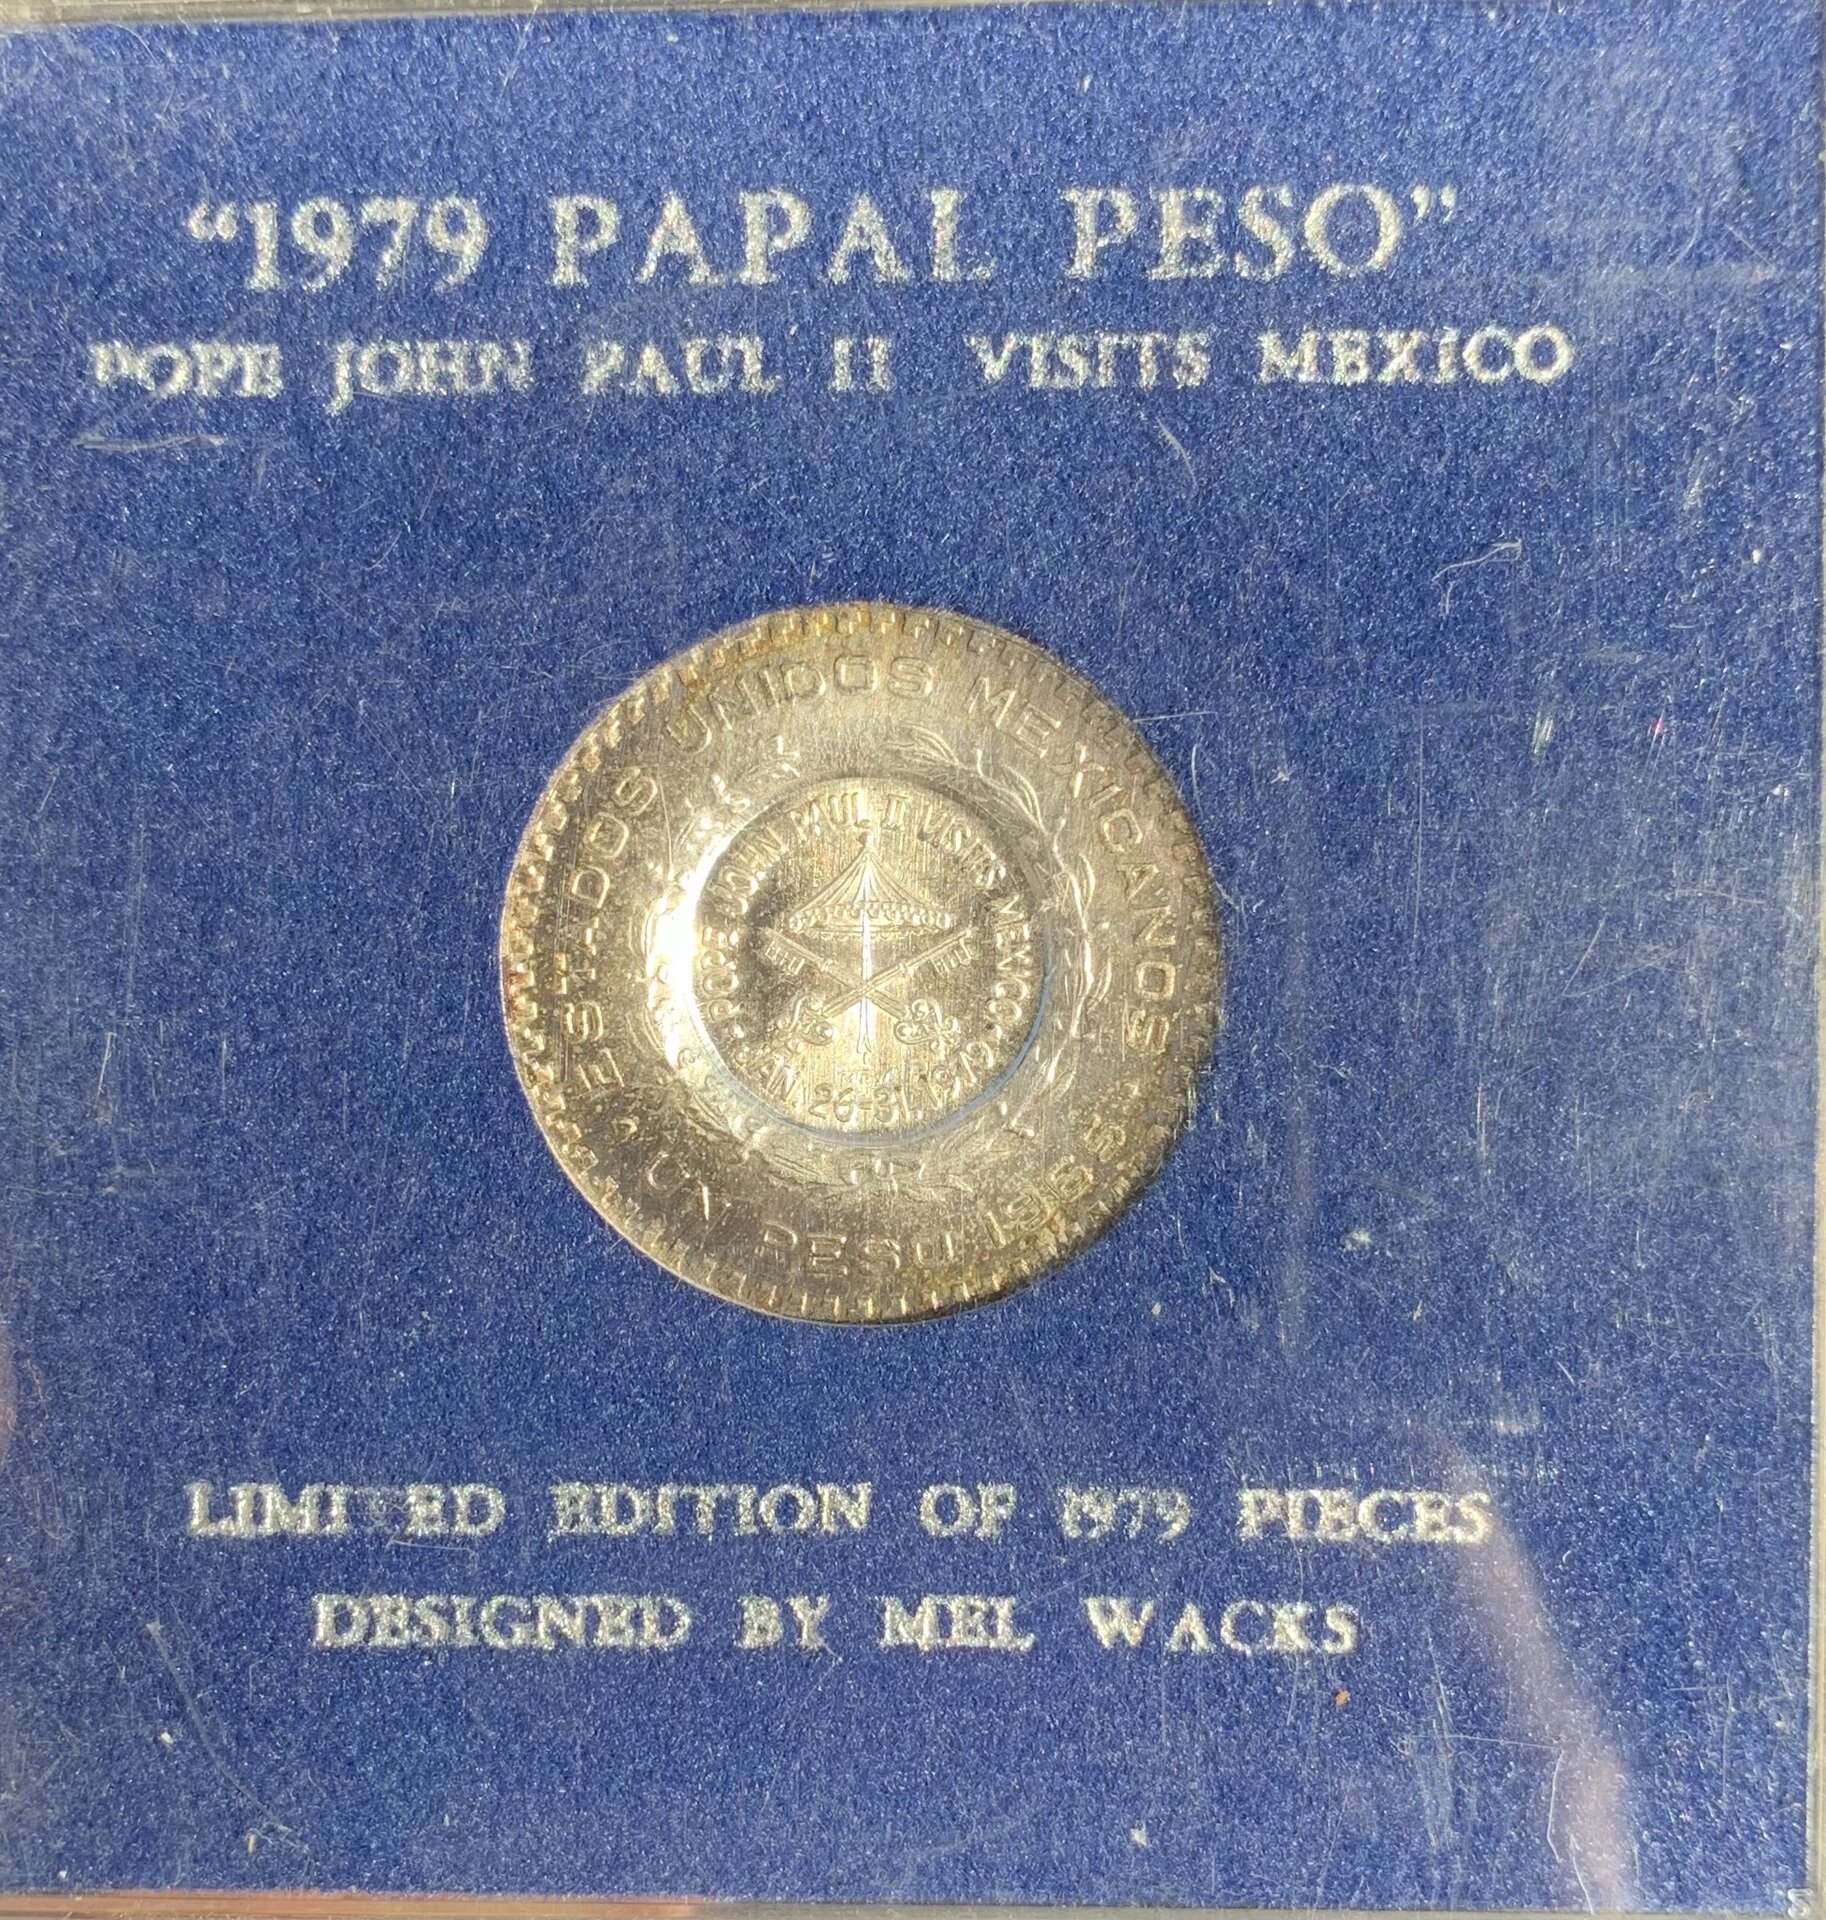 “1979 PAPAL PESO”
POPE JOHN PAUL II VISITS MEXICO
ESTADOS UNIDOS MEXICANOS
POPE JOHN PAUL II VISITS MEXICO
JAN. 26-31, 1979
UN PESO
LIMITED EDITION OF 1979 PIECES
DESIGNED BY MEL WACKS